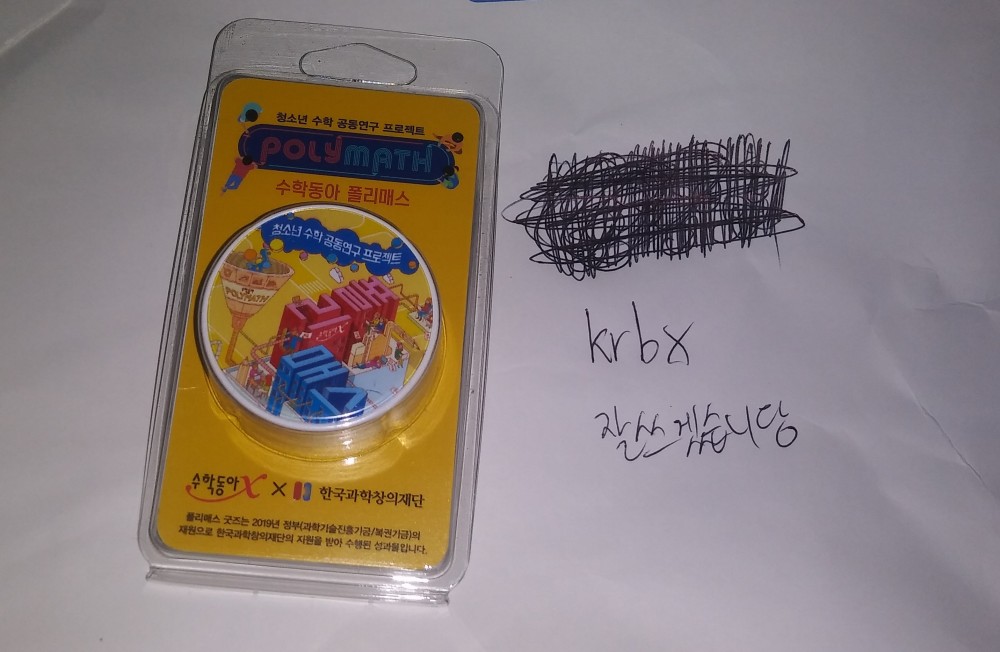 청소년 수학 공동연구 프로젝트
POLYMATH
수학동아 폴리매스
청소년 수학 공동연구 프로젝트
POLYMATH
수학동아X × 한국과학창의재단
폴리매스 굿즈는 2019년 정부(과학기술진흥기금/복권기금)의
재원으로 한국과학창의재단의 지원을 받아 수행된 성과물입니다.
krbx
잘쓰겠습니당